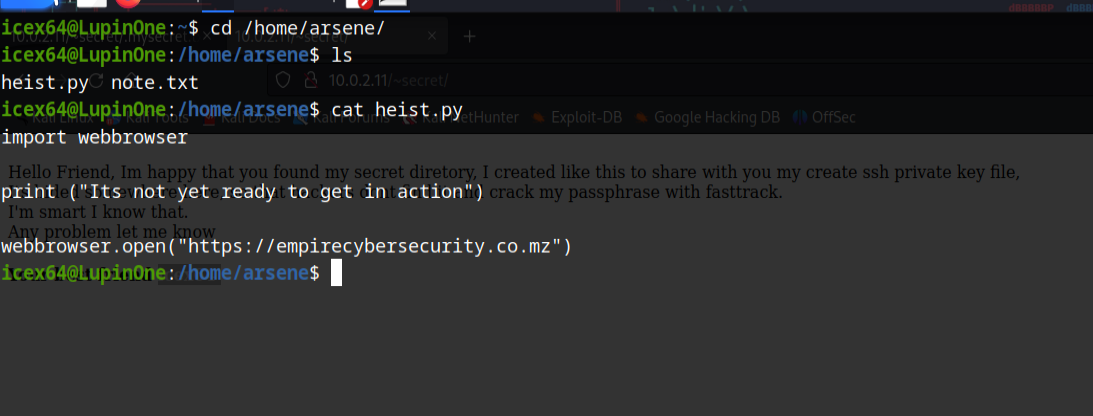 icex64@LupinOne:~$ cd /home/arsene/
icex64@LupinOne:/home/arsene$ ls
heist.py note.txt
10.0.2.11/~secret/
icex64@LupinOne:/home/arsene$ cat heist.py
Exploit-DB Google Hacking DB OffSec
import webbrowser
Hello Friend, Im happy that you found my secret diretory, I created like this to share with you my create ssh private key file,
print ("Its not yet ready to get in action")
crack my passphrase with fasttrack.
I'm smart I know that.
Any problem let me know
webbrowser.open("https://empirecybersecurity.co.mz")
icex64@LupinOne:/home/arsene$